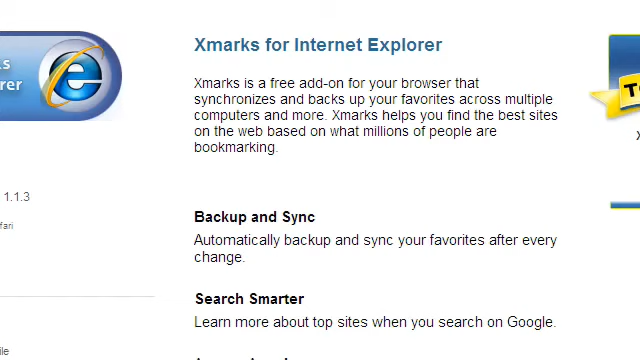 Xmarks for Internet Explorer
Xmarks is a free add-on for your browser that
synchronizes and backs up your favorites across multiple
computers and more. Xmarks helps you find the best sites
on the web based on what millions of people are
bookmarking.
1.1.3
Backup and Sync
Automatically backup and sync your favorites after every
change.
Search Smarter
Learn more about top sites when you search on Google.